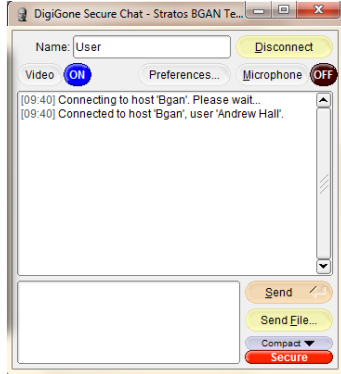 DigiGone Secure Chat - Stratos BGAN Te...
Name: User Disconnect
Video ON Preferences... Microphone OFF
[09:40] Connecting to host 'Bgan'. Please wait...
[09:40] Connected to host 'Bgan', user 'Andrew Hall'.
Send
Send File...
Compact
Secure